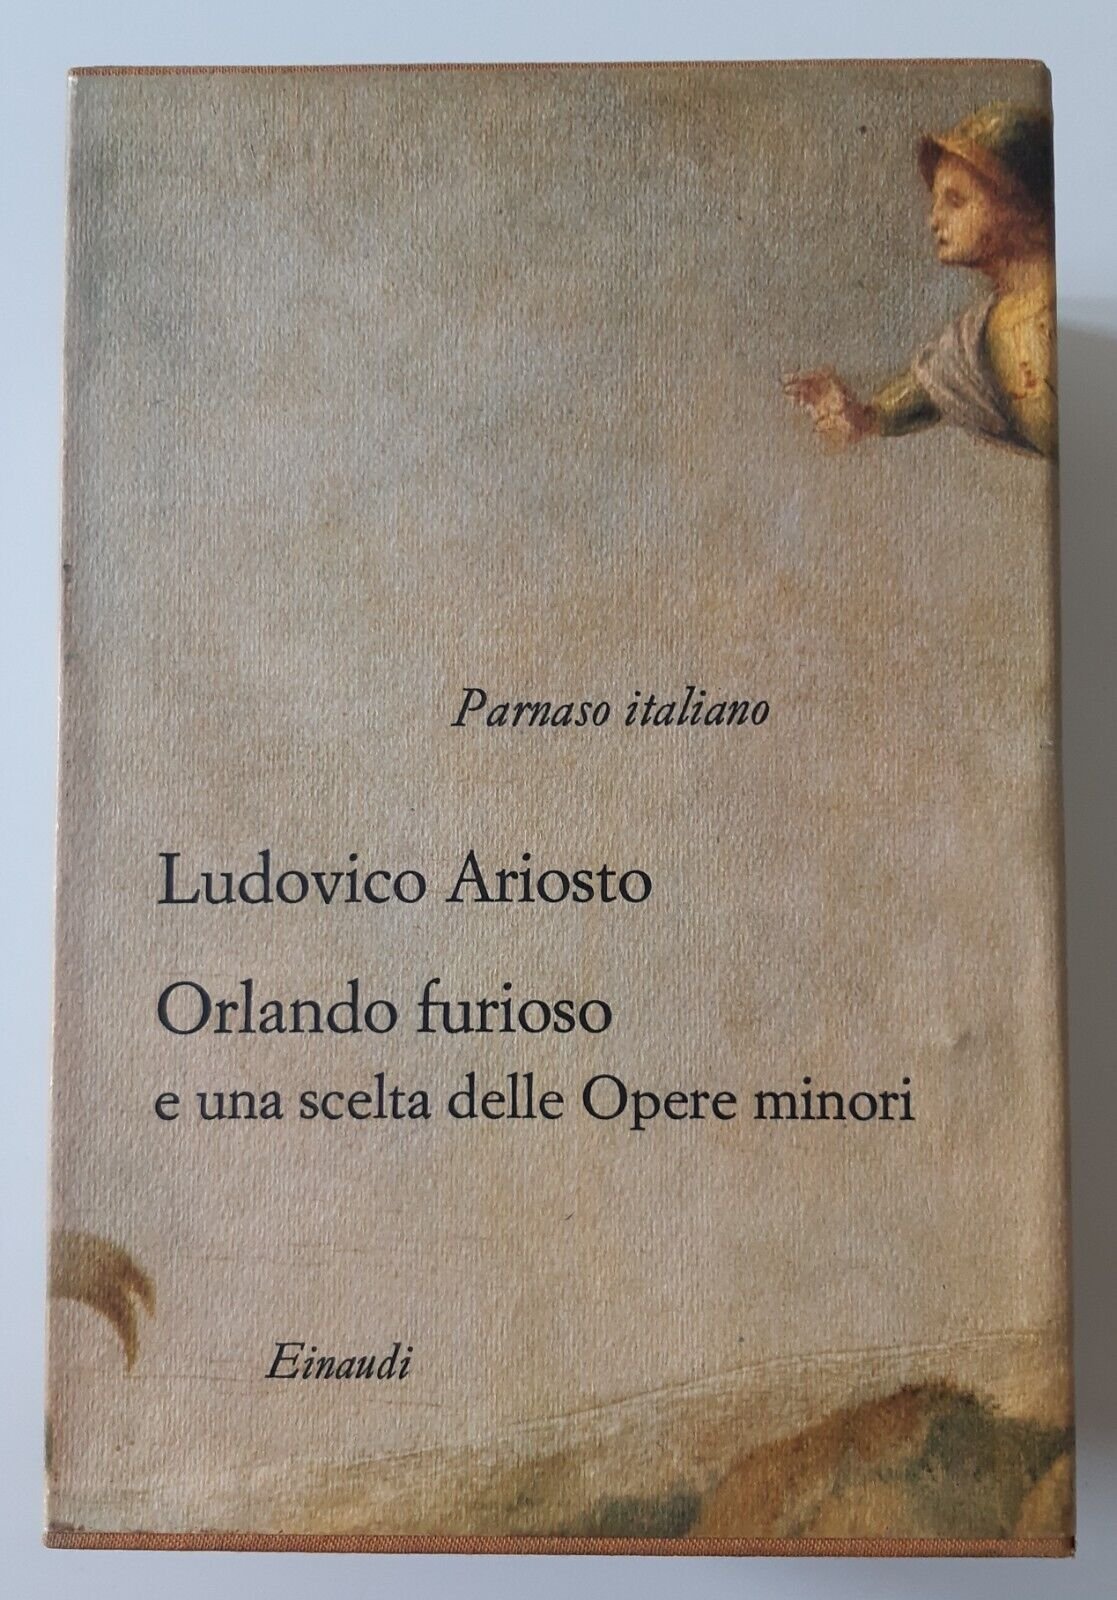 Parnaso italiano
Ludovico Ariosto
Orlando furioso
e una scelta delle Opere minori
Einaudi